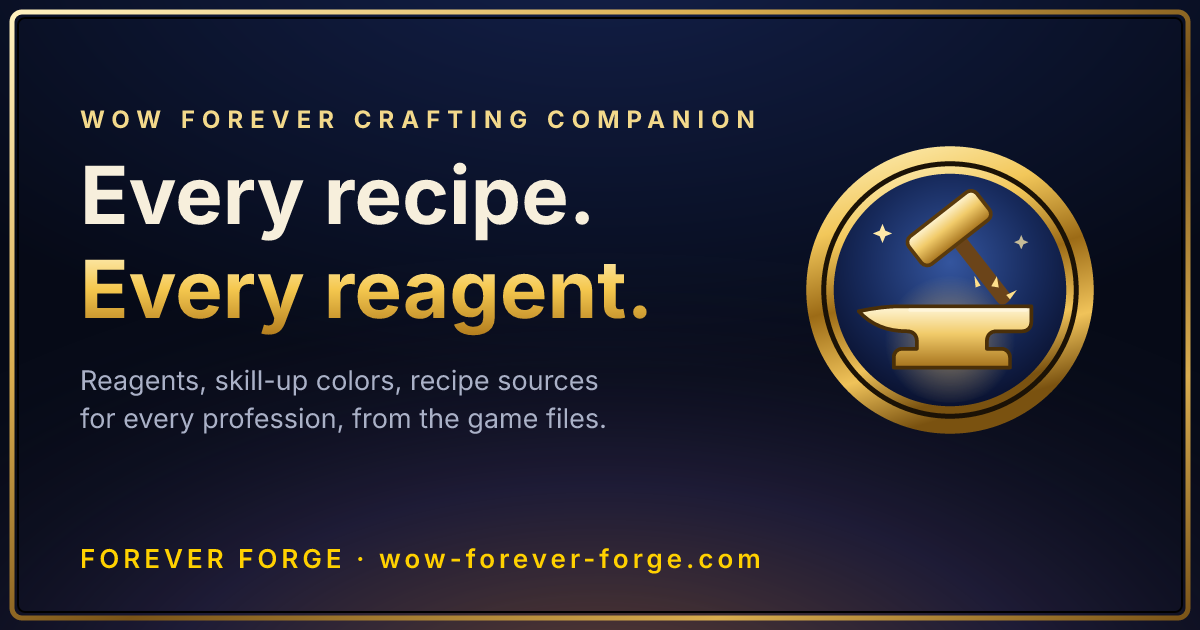 WOW FOREVER CRAFTING COMPANION
Every recipe.
Every reagent.
Reagents, skill-up colors, recipe sources
for every profession, from the game files.
FOREVER FORGE · wow-forever-forge.com